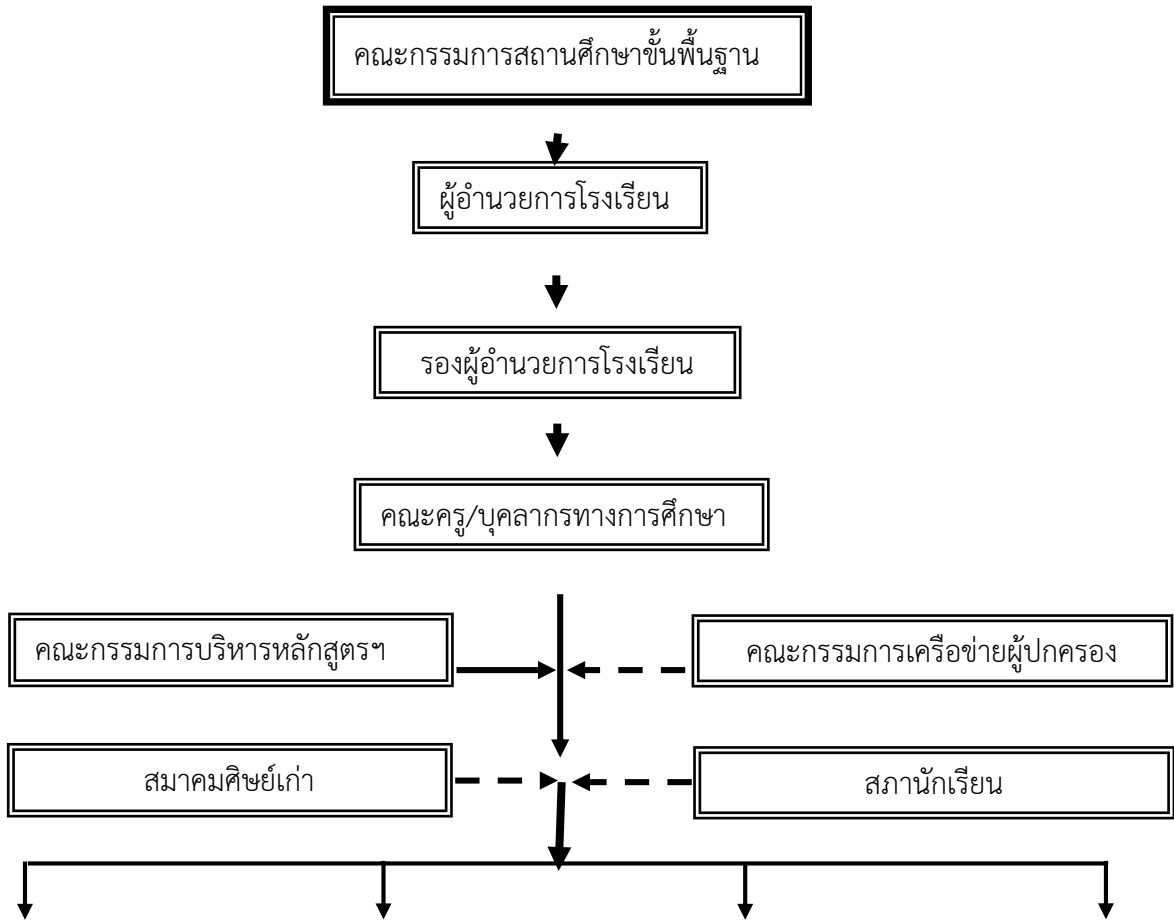 คณะกรรมการสถานศึกษาขั้นพื้นฐาน
ผู้อำนวยการโรงเรียน
รองผู้อำนวยการโรงเรียน
คณะครู/บุคลากรทางการศึกษา
คณะกรรมการบริหารหลักสูตรฯ
คณะกรรมการเครือข่ายผู้ปกครอง
สมาคมศิษย์เก่า
สภานักเรียน